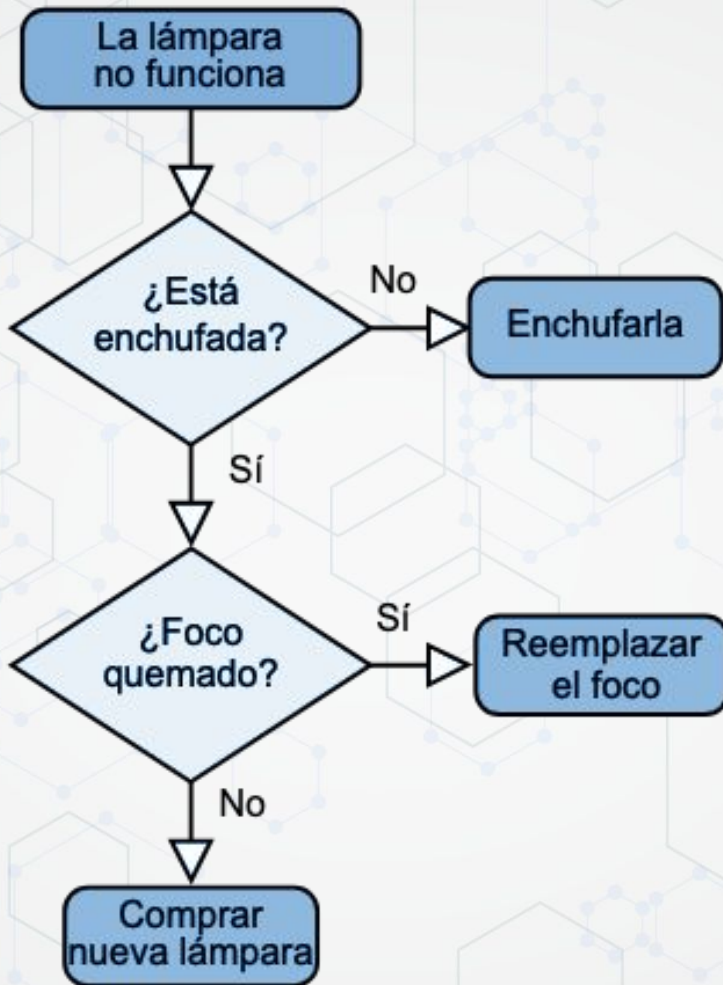 La lámpara
no funciona
¿Está
enchufada?
No
Enchufarla
Sí
¿Foco
quemado?
Sí
Reemplazar
el foco
No
Comprar
nueva lámpara